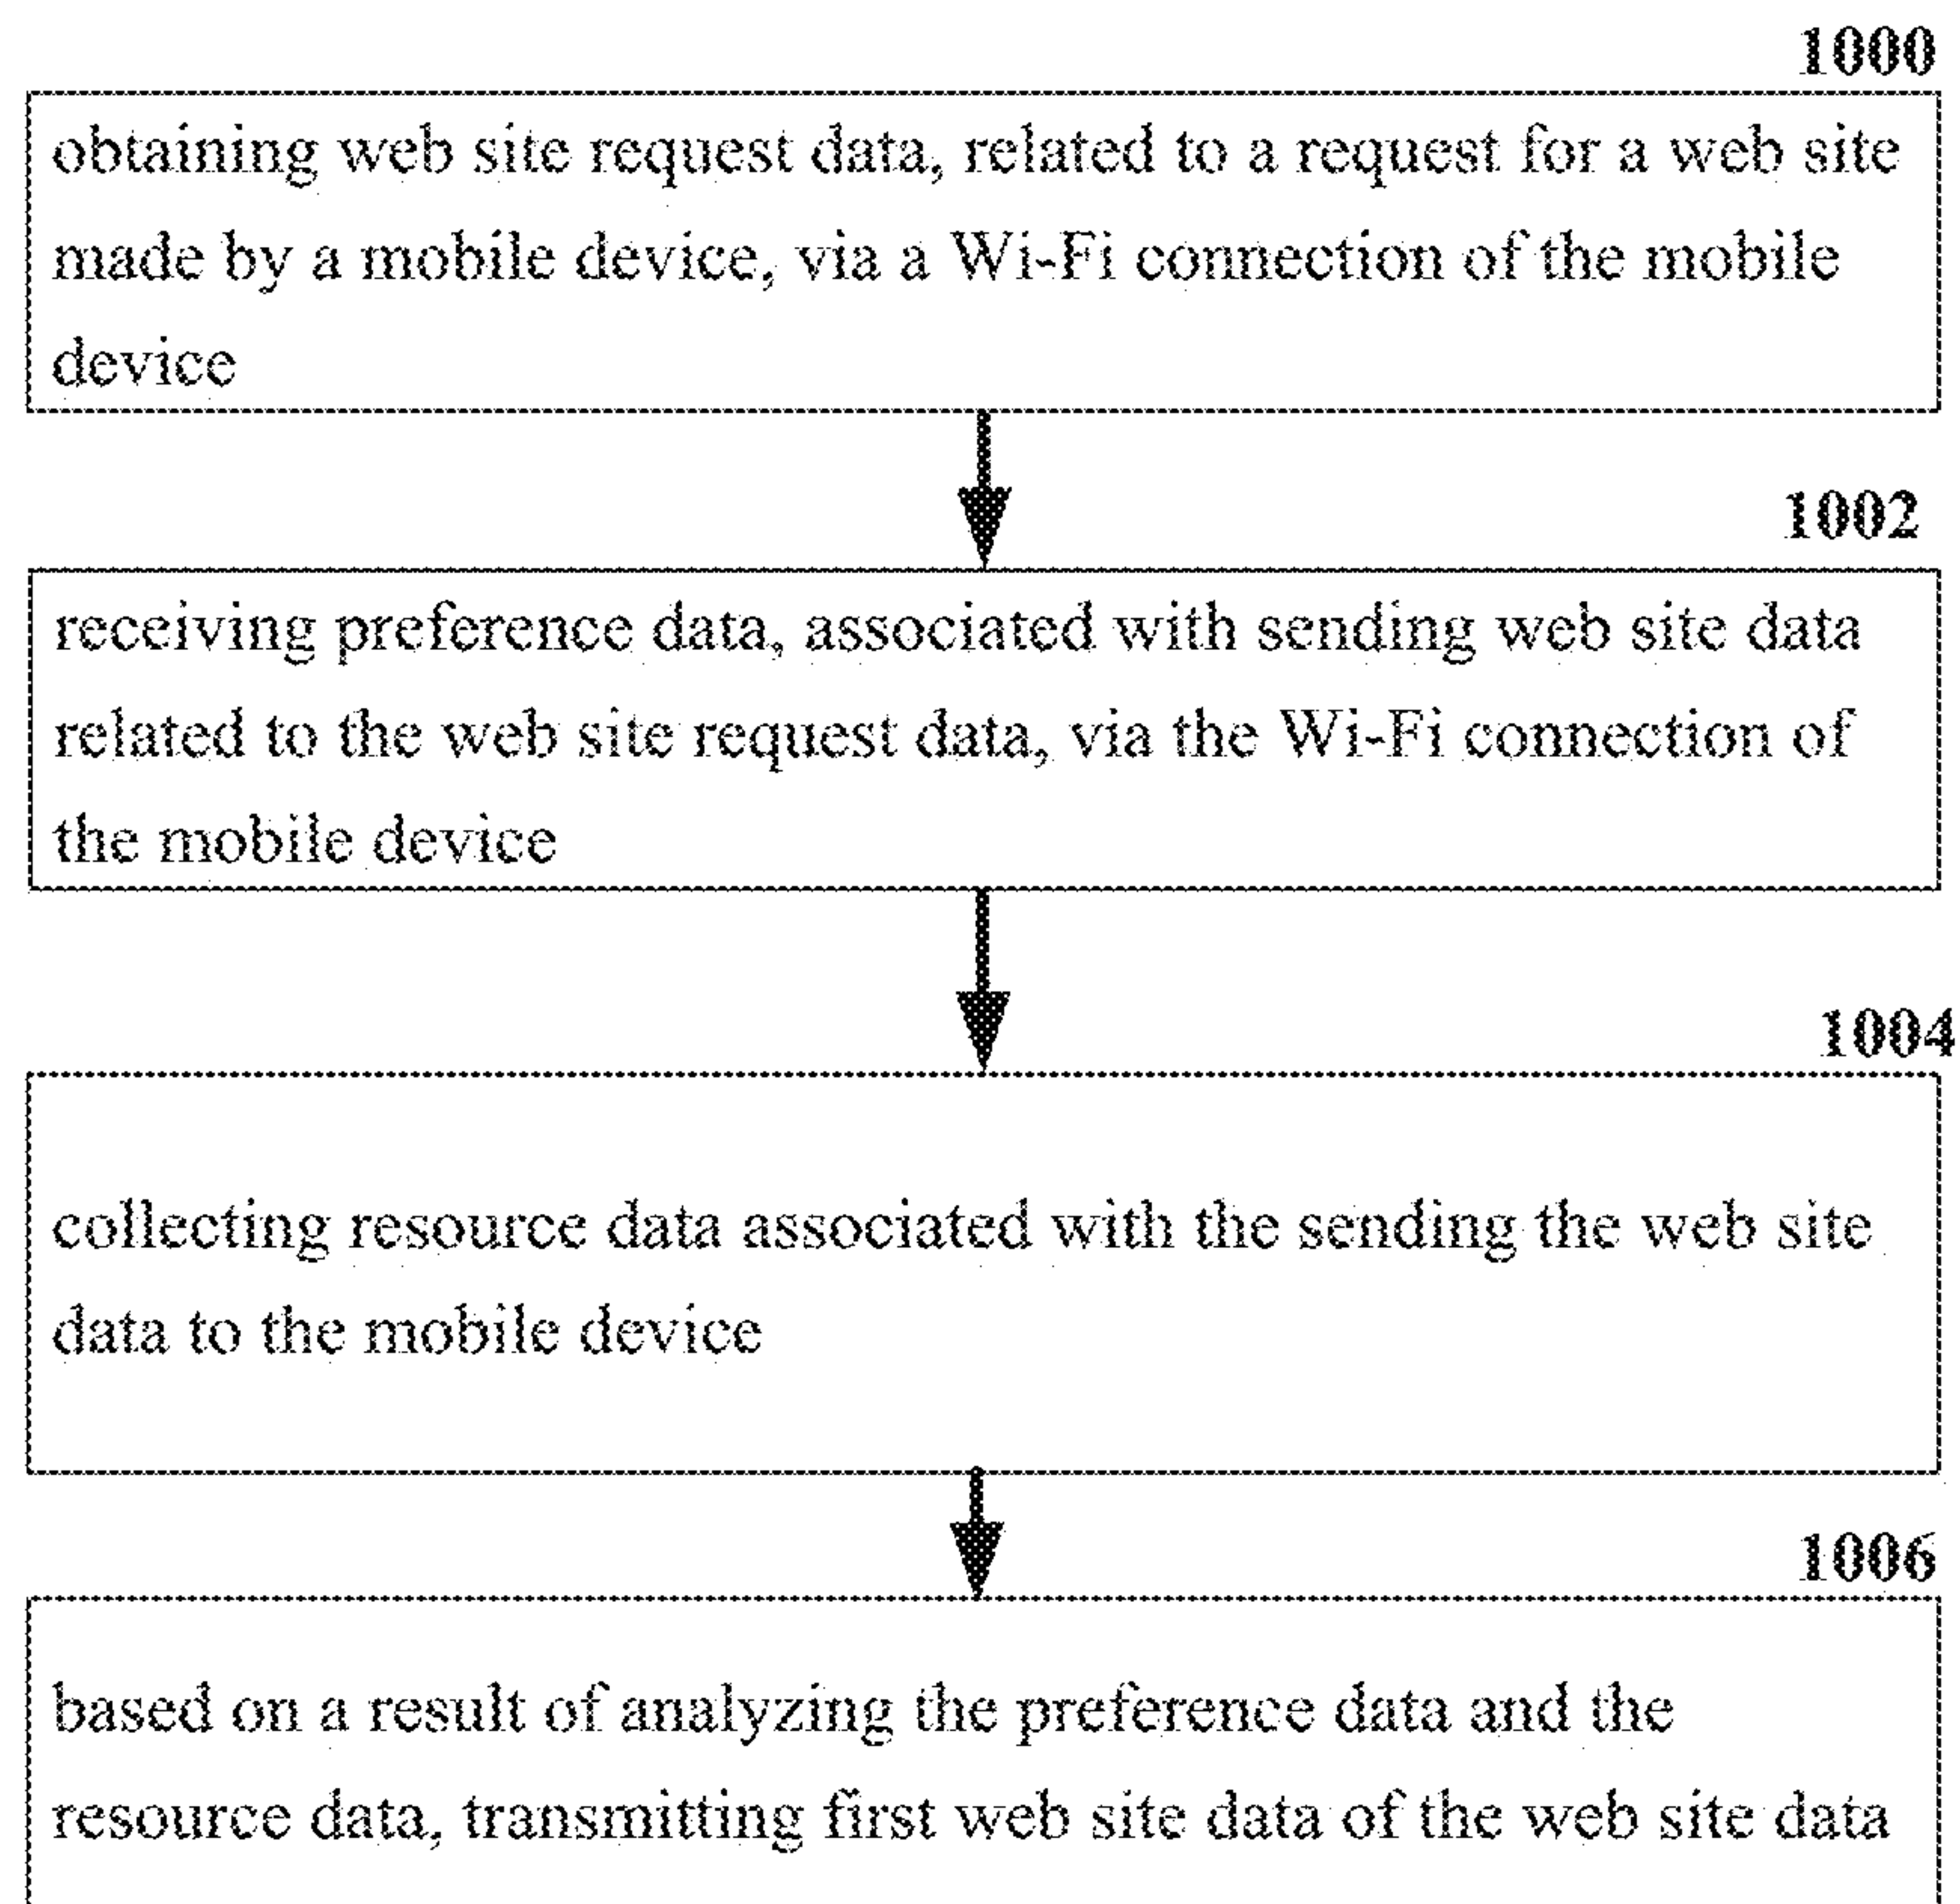 1000
obtaining web site request data, related to a request for a web site
made by a mobile device, via a Wi-Fi connection of the mobile
device
1002
receiving preference data, associated with sending web site data
related to the web site request data, via the Wi-Fi connection of
the mobile device
1004
collecting resource data associated with the sending the web site
data to the mobile device
1006
based on a result of analyzing the preference data and the
resource data, transmitting first web site data of the web site data